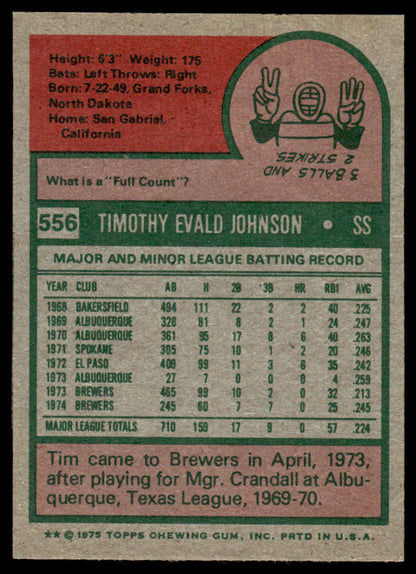 Height: 6'3" Weight: 175
Bats: Left Throws: Right
Born: 7-22-49, Grand Forks,
North Dakota
Home: San Gabriel,
California
3 BALLS AND
2 STRIKES
What is a "Full Count"?
556 TIMOTHY EVALD JOHNSON • SS
MAJOR AND MINOR LEAGUE BATTING RECORD
YEAR CLUB AB H 2B 3B HR RBI AVG
1968 BAKERSFIELD 494 111 22 2 2 40 .225
1969 ALBUQUERQUE 328 81 8 2 1 24 .247
1970 ALBUQUERQUE 361 95 17 8 6 40 .263
1971 SPOKANE 305 75 10 1 2 20 .246
1972 EL PASO 409 99 11 3 6 35 .242
1973 ALBUQUERQUE 27 7 0 0 0 4 .259
1973 BREWERS 465 99 10 2 0 32 .213
1974 BREWERS 245 60 7 7 0 25 .245
MAJOR LEAGUE TOTALS 710 159 17 9 0 57 .224
Tim came to Brewers in April, 1973,
after playing for Mgr. Crandall at Albu-
querque, Texas League, 1969-70.
** © 1975 TOPPS CHEWING GUM, INC. PRTD IN U.S.A.